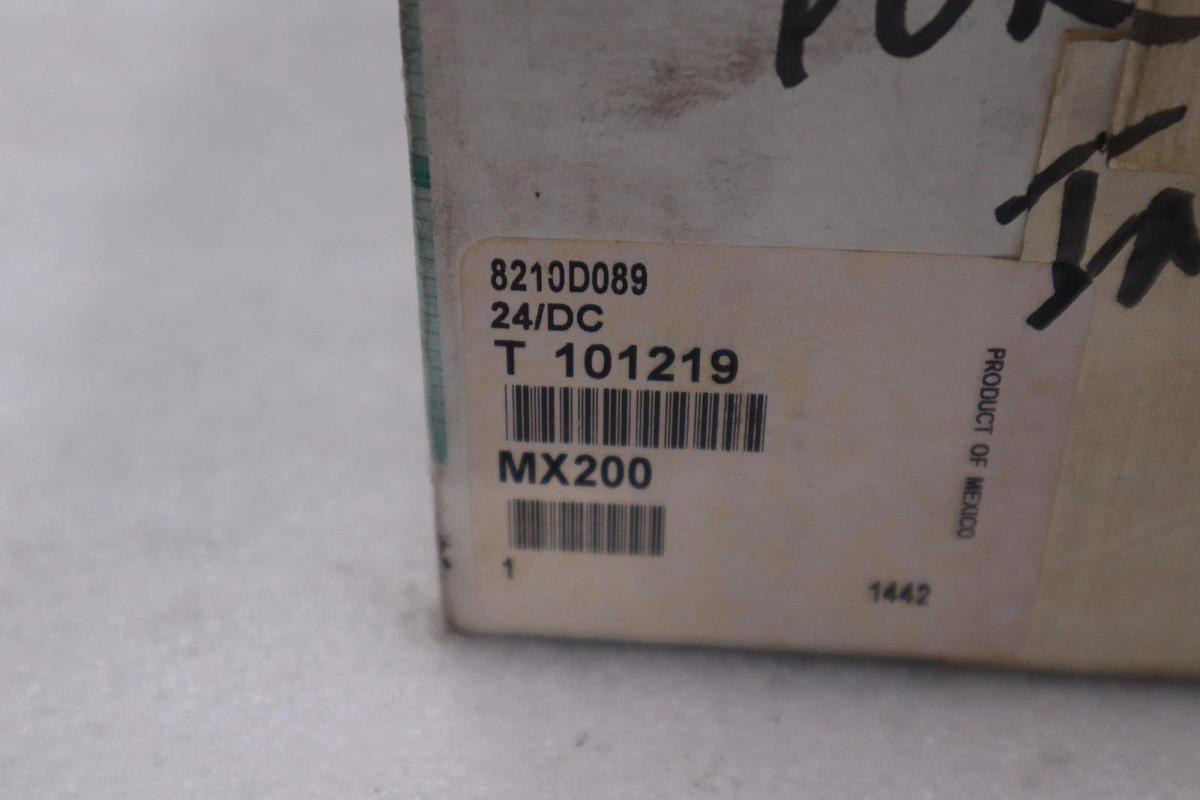 8210D089
24/DC
T 101219
MX200
1
1442
PRODUCT OF MEXICO